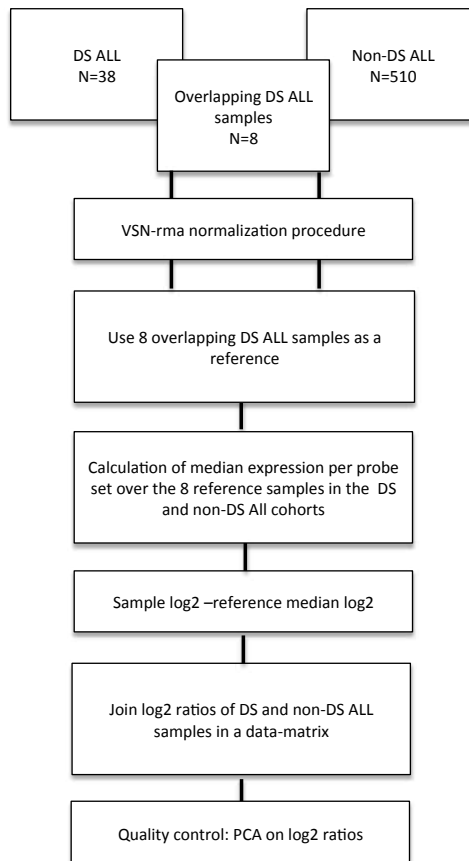 DS ALL
N=38
Non-DS ALL
N=510
Overlapping DS ALL
samples
N=8
VSN-rma normalization procedure
Use 8 overlapping DS ALL samples as a
reference
Calculation of median expression per probe
set over the 8 reference samples in the DS
and non-DS All cohorts
Sample log2 –reference median log2
Join log2 ratios of DS and non-DS ALL
samples in a data-matrix
Quality control: PCA on log2 ratios